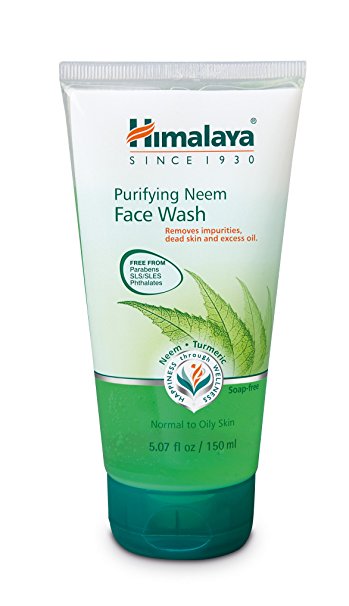 Himalaya®
SINCE 1930
Purifying Neem
Face Wash
Removes impurities,
dead skin and excess oil.
FREE FROM
Parabens
SLS/SLES
Phthalates
Neem • Turmeric
HAPPINESS through WELLNESS
Soap-free
Normal to Oily Skin
5.07 fl oz / 150 ml